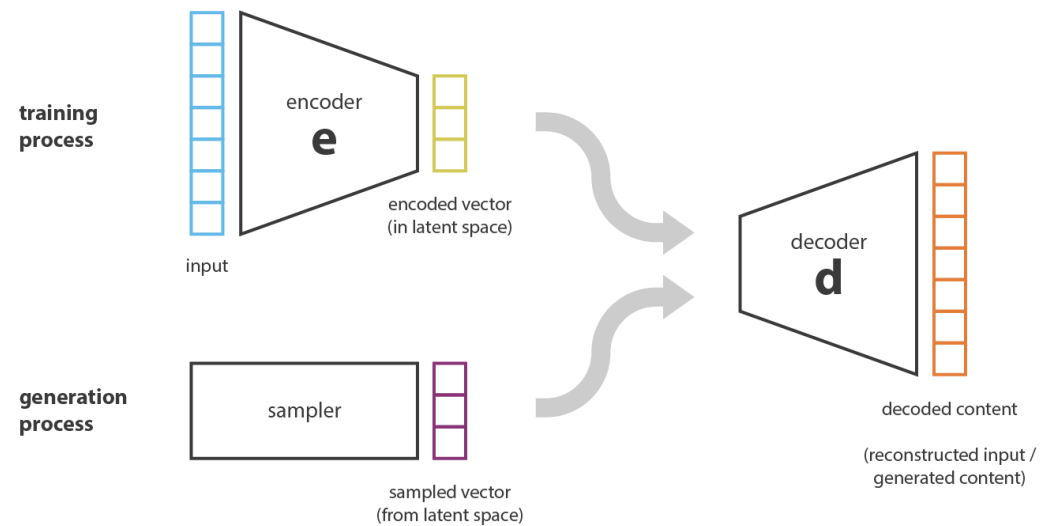 training
process
encoder
e
encoded vector
(in latent space)
input
decoder
d
generation
process
sampler
sampled vector
(from latent space)
decoded content
(reconstructed input /
generated content)